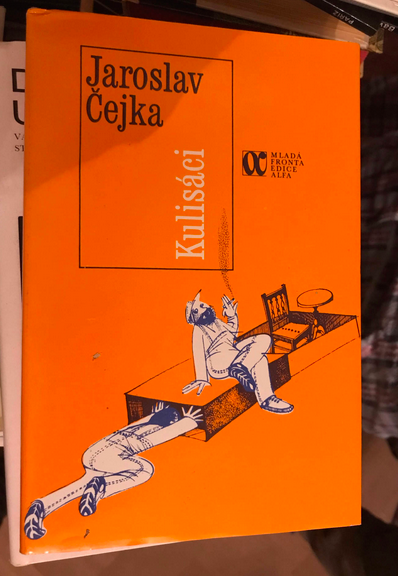 Jaroslav
Čejka
Kulisáci
MLADÁ
FRONTA
EDICE
ALFA